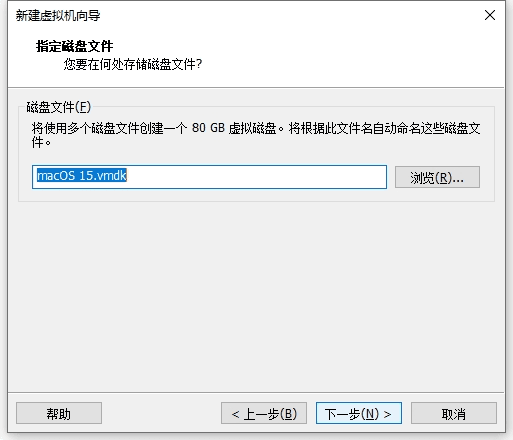 新建虚拟机向导
指定磁盘文件
您要在何处存储磁盘文件?
磁盘文件(F)
将使用多个磁盘文件创建一个 80 GB 虚拟磁盘。将根据此文件名自动命名这些磁盘文
件。
macOS 15.vmdk
浏览(R)...
帮助
< 上一步(B)
下一步(N) >
取消